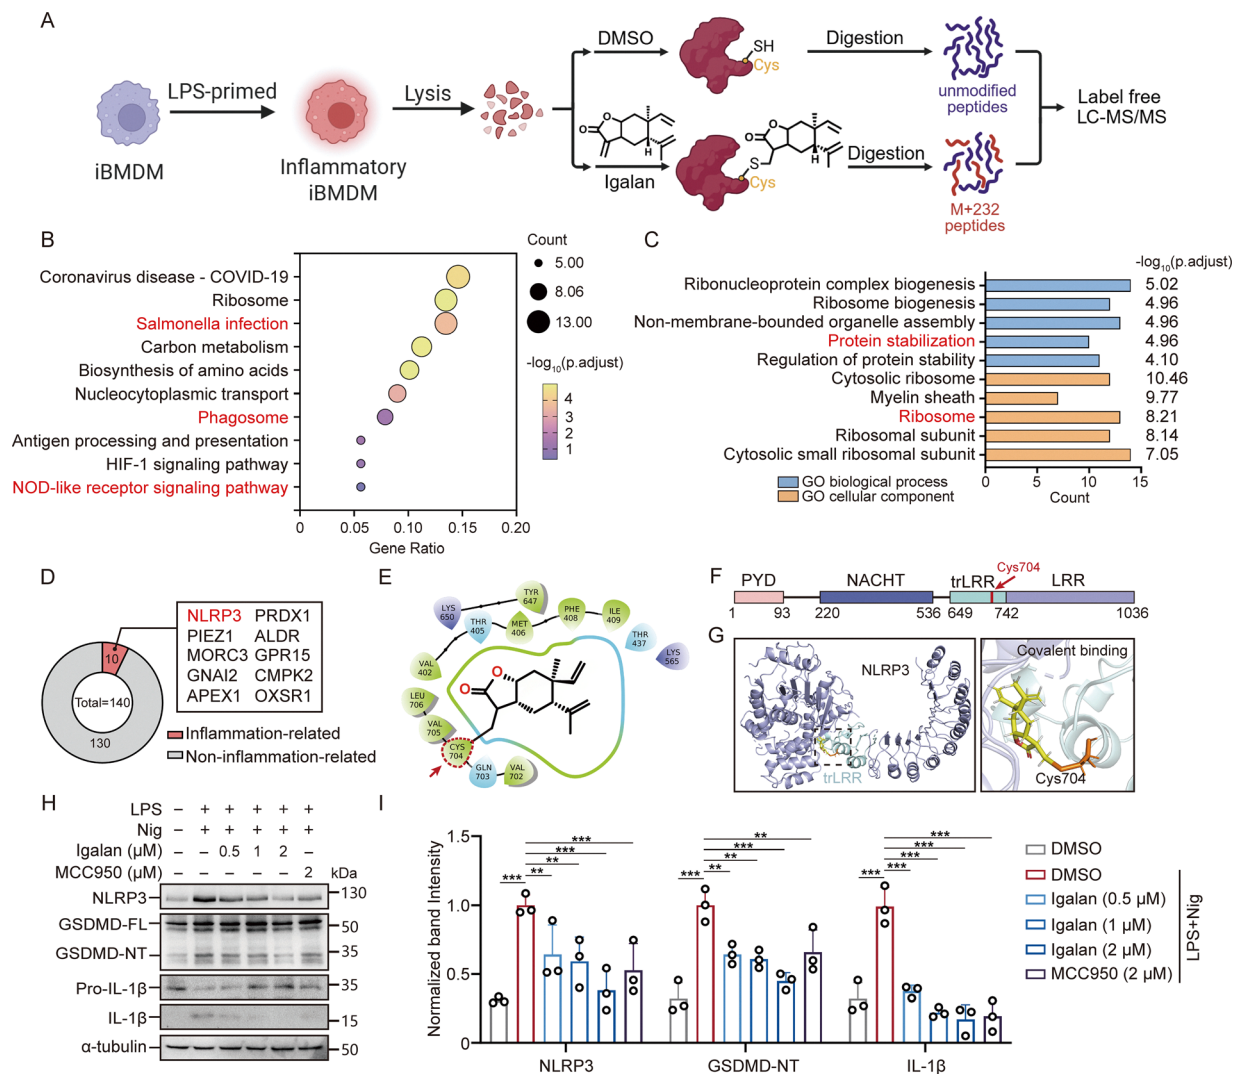 A
iBMDM
LPS-primed
Inflammatory
iBMDM
Lysis
DMSO
Igalan
O
O
H
SH
Cys
O
O
H
S
Cys
Digestion
Digestion
unmodified
peptides
M+232
peptides
Label free
LC-MS/MS
B
Coronavirus disease - COVID-19
Ribosome
Salmonella infection
Carbon metabolism
Biosynthesis of amino acids
Nucleocytoplasmic transport
Phagosome
Antigen processing and presentation
HIF-1 signaling pathway
NOD-like receptor signaling pathway
0 0.05 0.10 0.15 0.20
Gene Ratio
Count
5.00
8.06
13.00
-log10(p.adjust)
4
3
2
1
C
-log10(p.adjust)
Ribonucleoprotein complex biogenesis 5.02
Ribosome biogenesis 4.96
Non-membrane-bounded organelle assembly 4.96
Protein stabilization 4.96
Regulation of protein stability 4.10
Cytosolic ribosome 10.46
Myelin sheath 9.77
Ribosome 8.21
Ribosomal subunit 8.14
Cytosolic small ribosomal subunit 7.05
GO biological process
GO cellular component
0 5 10 15
Count
D
10
Total=140
130
NLRP3 PRDX1
PIEZ1 ALDR
MORC3 GPR15
GNAI2 CMPK2
APEX1 OXSR1
Inflammation-related
Non-inflammation-related
E
LYS
650
TYR
647
THR
405
MET
406
PHE
408
ILE
409
THR
437
LYS
565
VAL
402
LEU
706
VAL
705
CYS
704
GLN
703
VAL
702
O
O
H
F
Cys704
PYD NACHT trLRR LRR
1 93 220 536 649 742 1036
G
NLRP3
trLRR
Covalent binding
Cys704
H
LPS – + + + + +
Nig – + + + + +
Igalan (µM) – – 0.5 1 2 –
MCC950 (µM) – – – – – 2 kDa
NLRP3 130
GSDMD-FL 50
GSDMD-NT 35
Pro-IL-1β 35
IL-1β 15
α-tubulin 50
I
Normalized band Intensity
1.5
1.0
0.5
0
*** ** ** *** ***
*** ** ** *** **
*** *** *** *** ***
NLRP3 GSDMD-NT IL-1β
DMSO
DMSO
Igalan (0.5 µM)
Igalan (1 µM)
Igalan (2 µM)
MCC950 (2 µM)
LPS+Nig